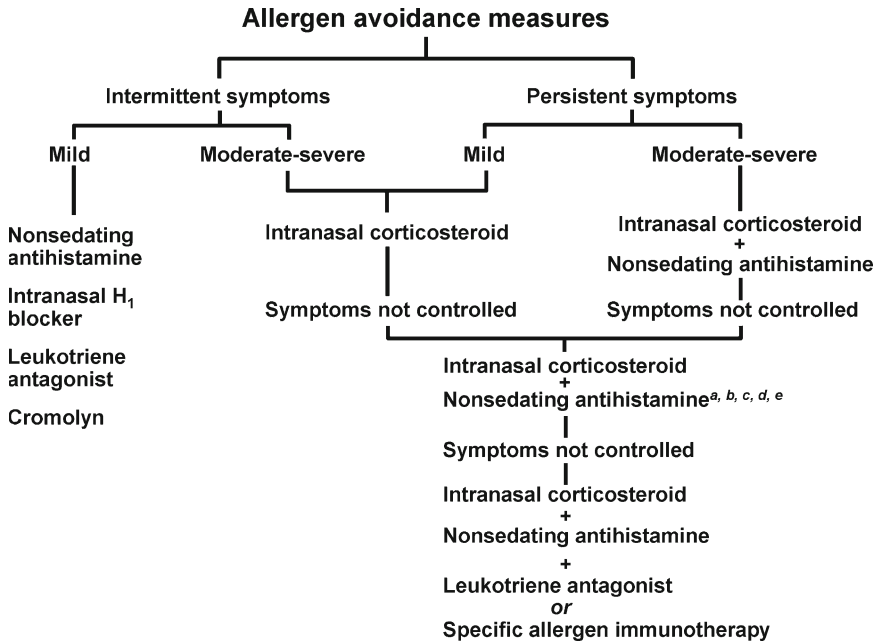 Allergen avoidance measures
Intermittent symptoms
Persistent symptoms
Mild
Moderate-severe
Mild
Moderate-severe
Nonsedating
antihistamine
Intranasal H₁
blocker
Leukotriene
antagonist
Cromolyn
Intranasal corticosteroid
Symptoms not controlled
Intranasal corticosteroid
+
Nonsedating antihistamine
Symptoms not controlled
Intranasal corticosteroid
+
Nonsedating antihistamine a, b, c, d, e
Symptoms not controlled
Intranasal corticosteroid
+
Nonsedating antihistamine
+
Leukotriene antagonist
or
Specific allergen immunotherapy